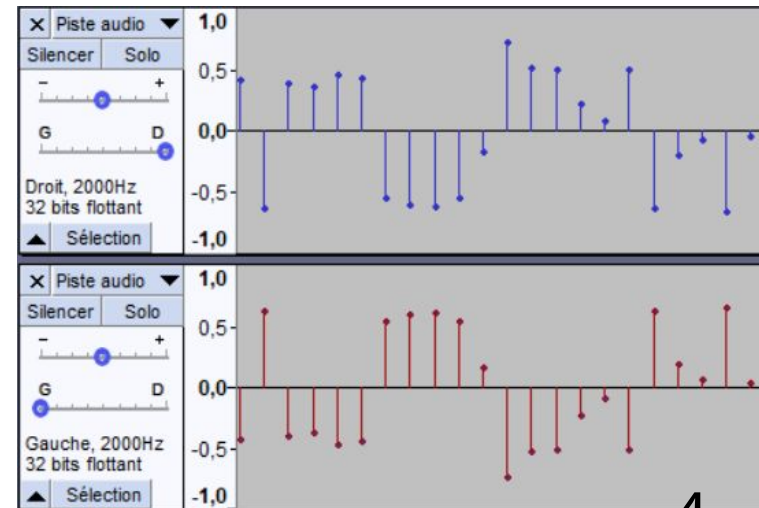 × Piste audio ▼
Silencer Solo
- +
G D
Droit, 2000Hz
32 bits flottant
▲ Sélection
1,0
0,5
0,0
-0,5
-1,0
× Piste audio ▼
Silencer Solo
- +
G D
Gauche, 2000Hz
32 bits flottant
▲ Sélection
1,0
0,5
0,0
-0,5
-1,0